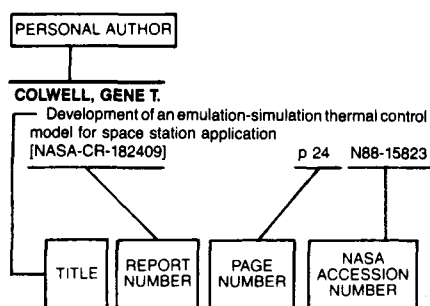 PERSONAL AUTHOR
COLWELL, GENE T.
Development of an emulation-simulation thermal control
model for space station application
[NASA-CR-182409] p 24 N88-15823
TITLE
REPORT
NUMBER
PAGE
NUMBER
NASA
ACCESSION
NUMBER